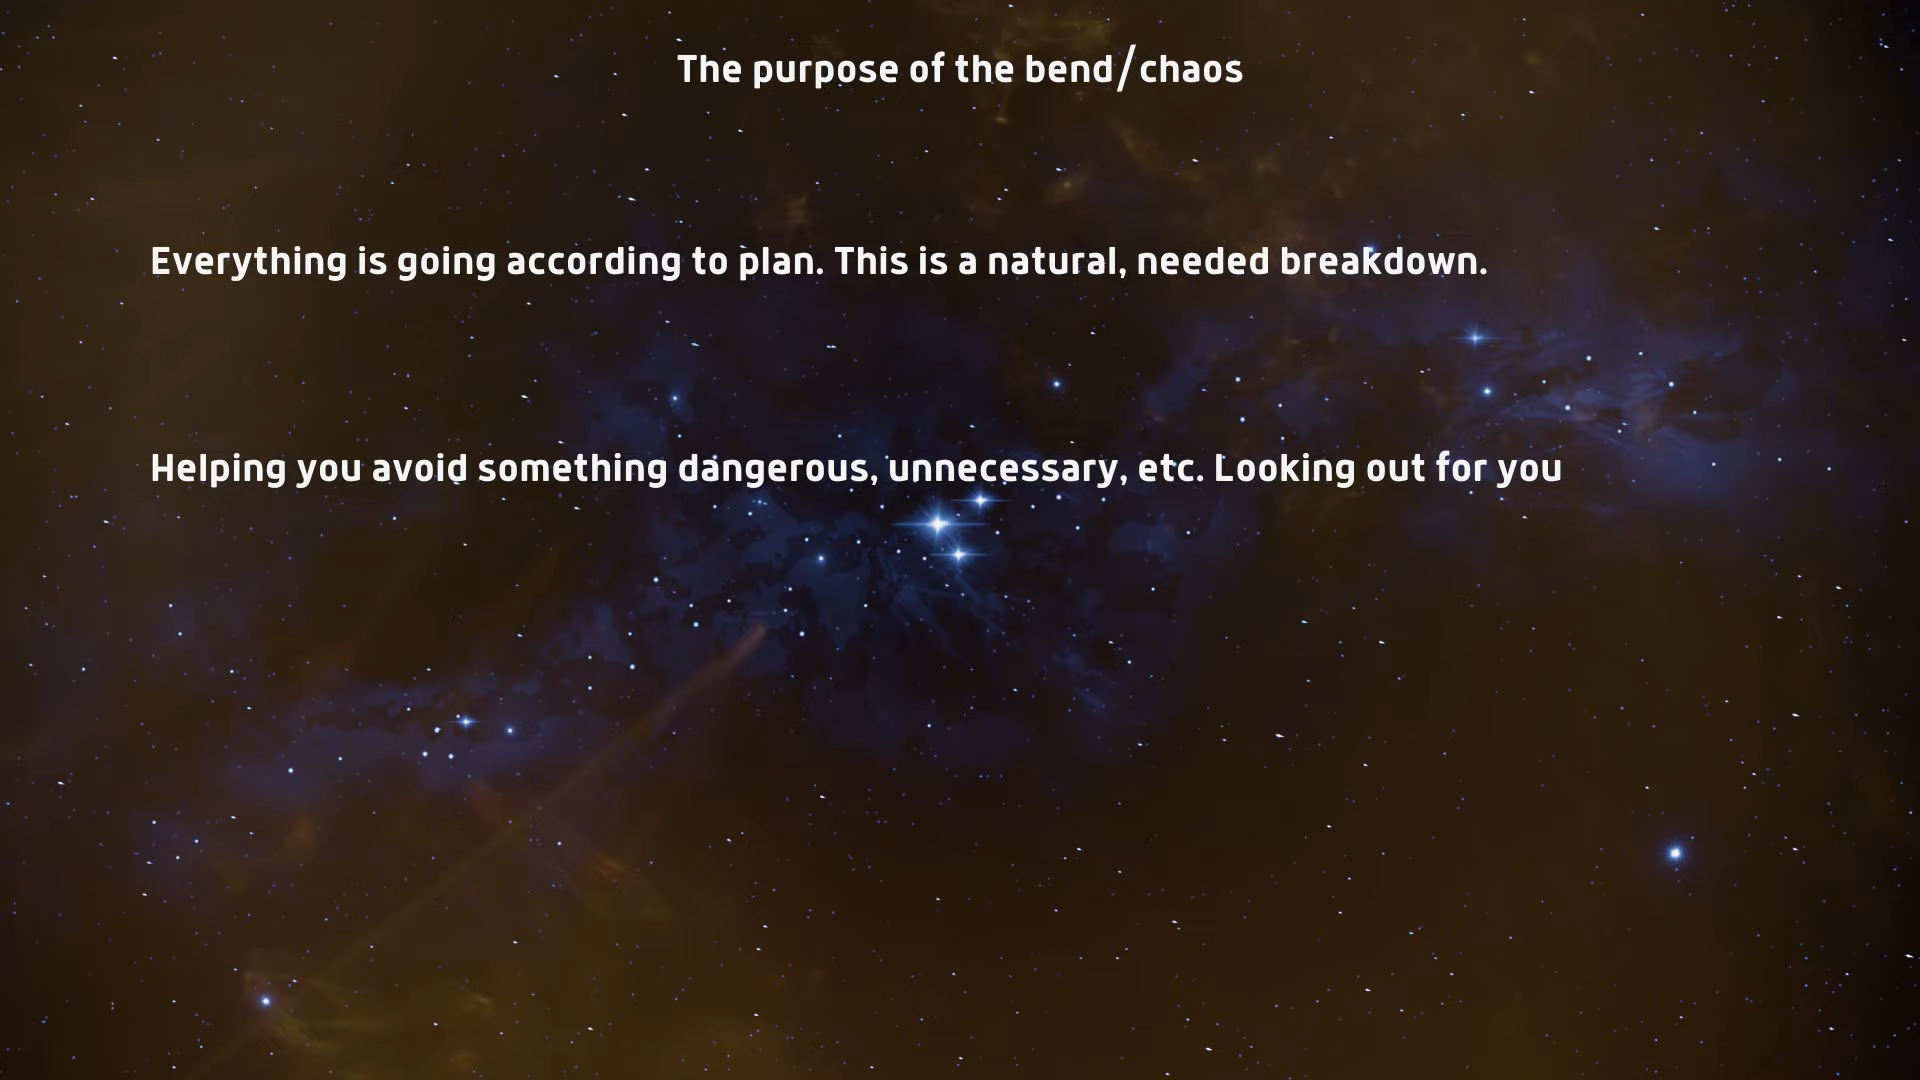 The purpose of the bend/chaos
Everything is going according to plan. This is a natural, needed breakdown.
Helping you avoid something dangerous, unnecessary, etc. Looking out for you